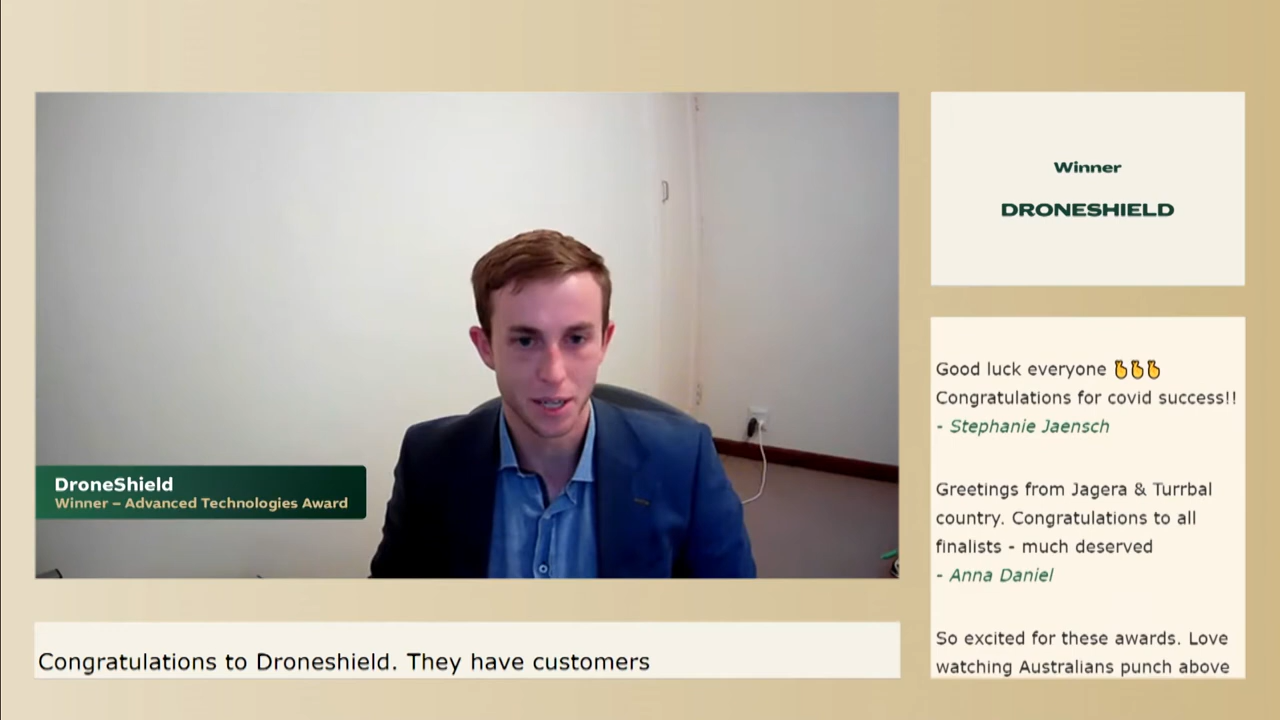 Winner
DRONESHIELD
DroneShield
Winner – Advanced Technologies Award
Congratulations to Droneshield. They have customers
Good luck everyone 🫰🫰🫰
Congratulations for covid success!!
- Stephanie Jaensch
Greetings from Jagera & Turrbal
country. Congratulations to all
finalists - much deserved
- Anna Daniel
So excited for these awards. Love
watching Australians punch above